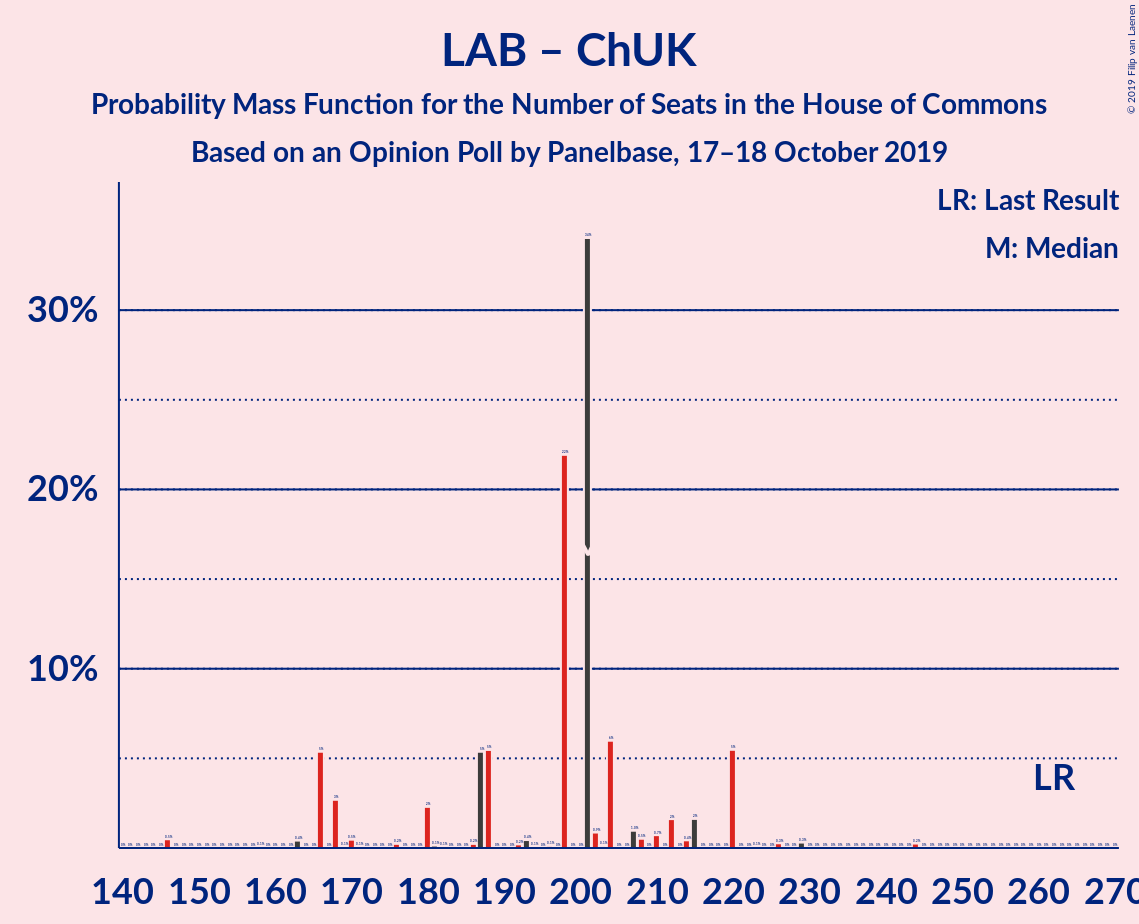 LAB – ChUK
Probability Mass Function for the Number of Seats in the House of Commons
Based on an Opinion Poll by Panelbase, 17–18 October 2019
© 2019 Filip van Laenen
LR: Last Result
M: Median
30%
20%
10%
LR
140 150 160 170 180 190 200 210 220 230 240 250 260 270